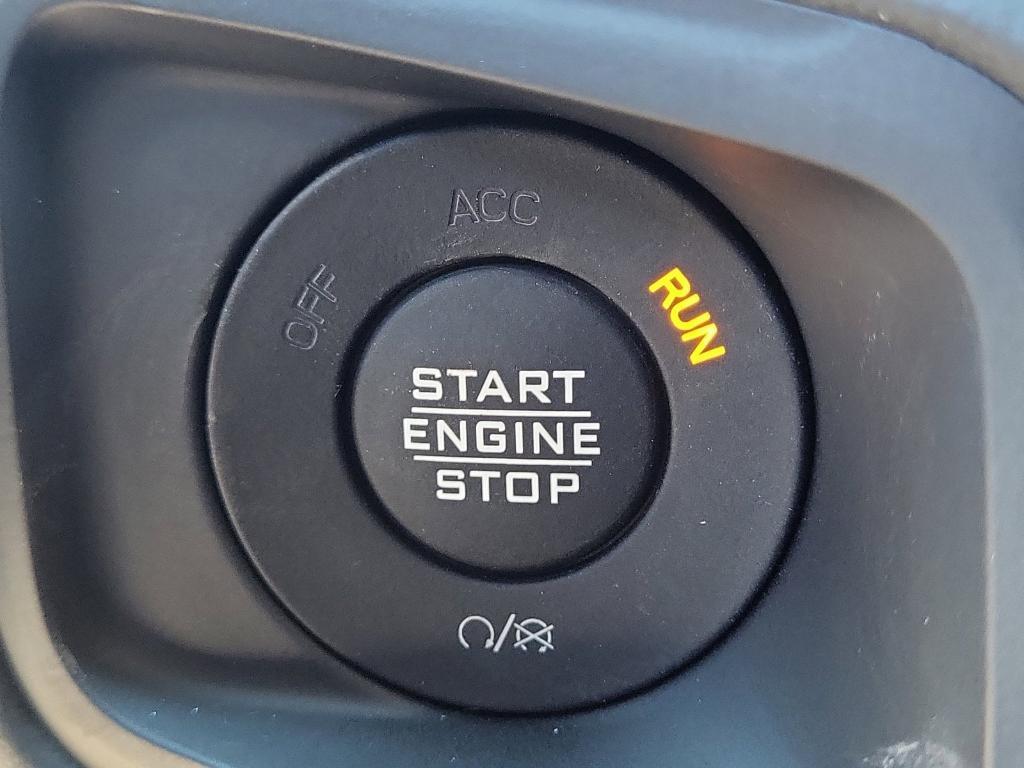 ACC
OFF
RUN
START
ENGINE
STOP